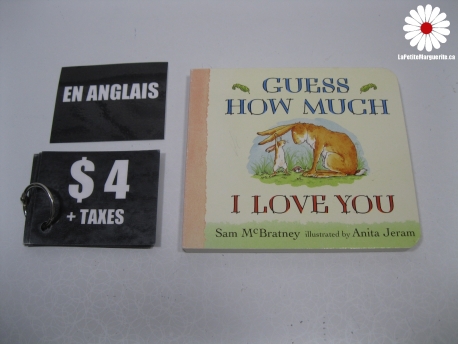 LaPetiteMarguerite.ca
EN ANGLAIS
$ 4
+ TAXES
GUESS
HOW MUCH
I LOVE YOU
Sam McBratney illustrated by Anita Jeram